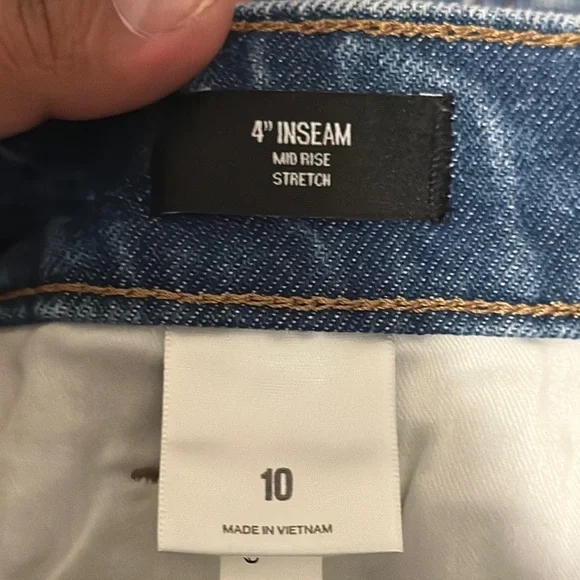 4" INSEAM
MID RISE
STRETCH
10
MADE IN VIETNAM